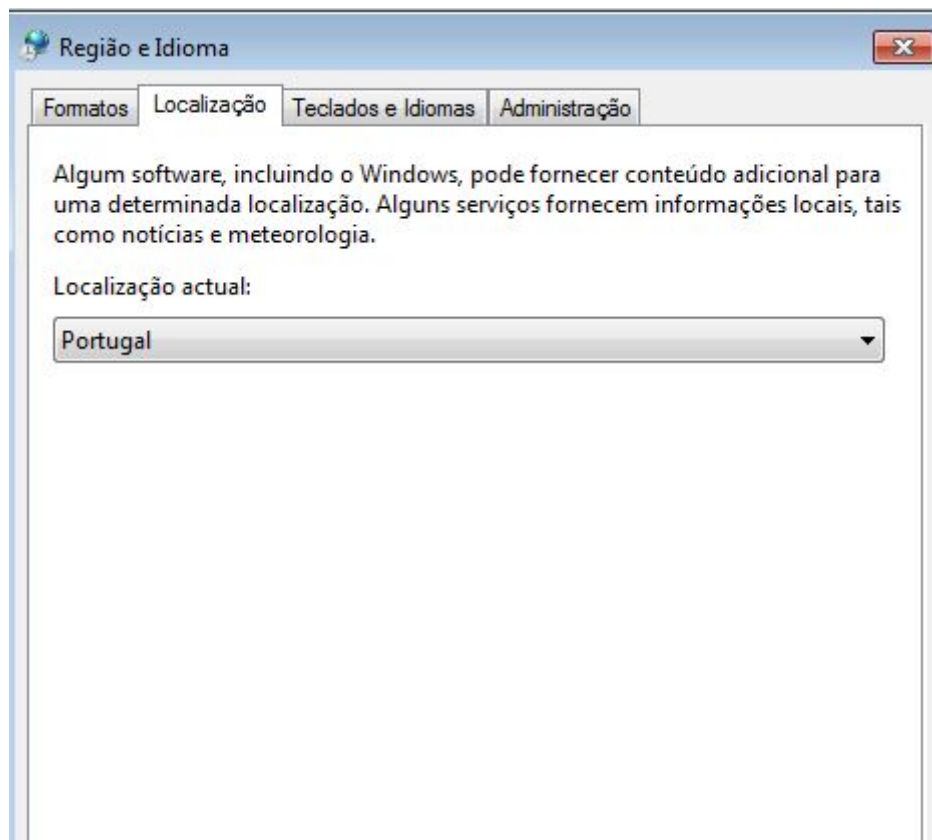 Região e Idioma
Formatos Localização Teclados e Idiomas Administração
Algum software, incluindo o Windows, pode fornecer conteúdo adicional para
uma determinada localização. Alguns serviços fornecem informações locais, tais
como notícias e meteorologia.
Localização actual:
Portugal